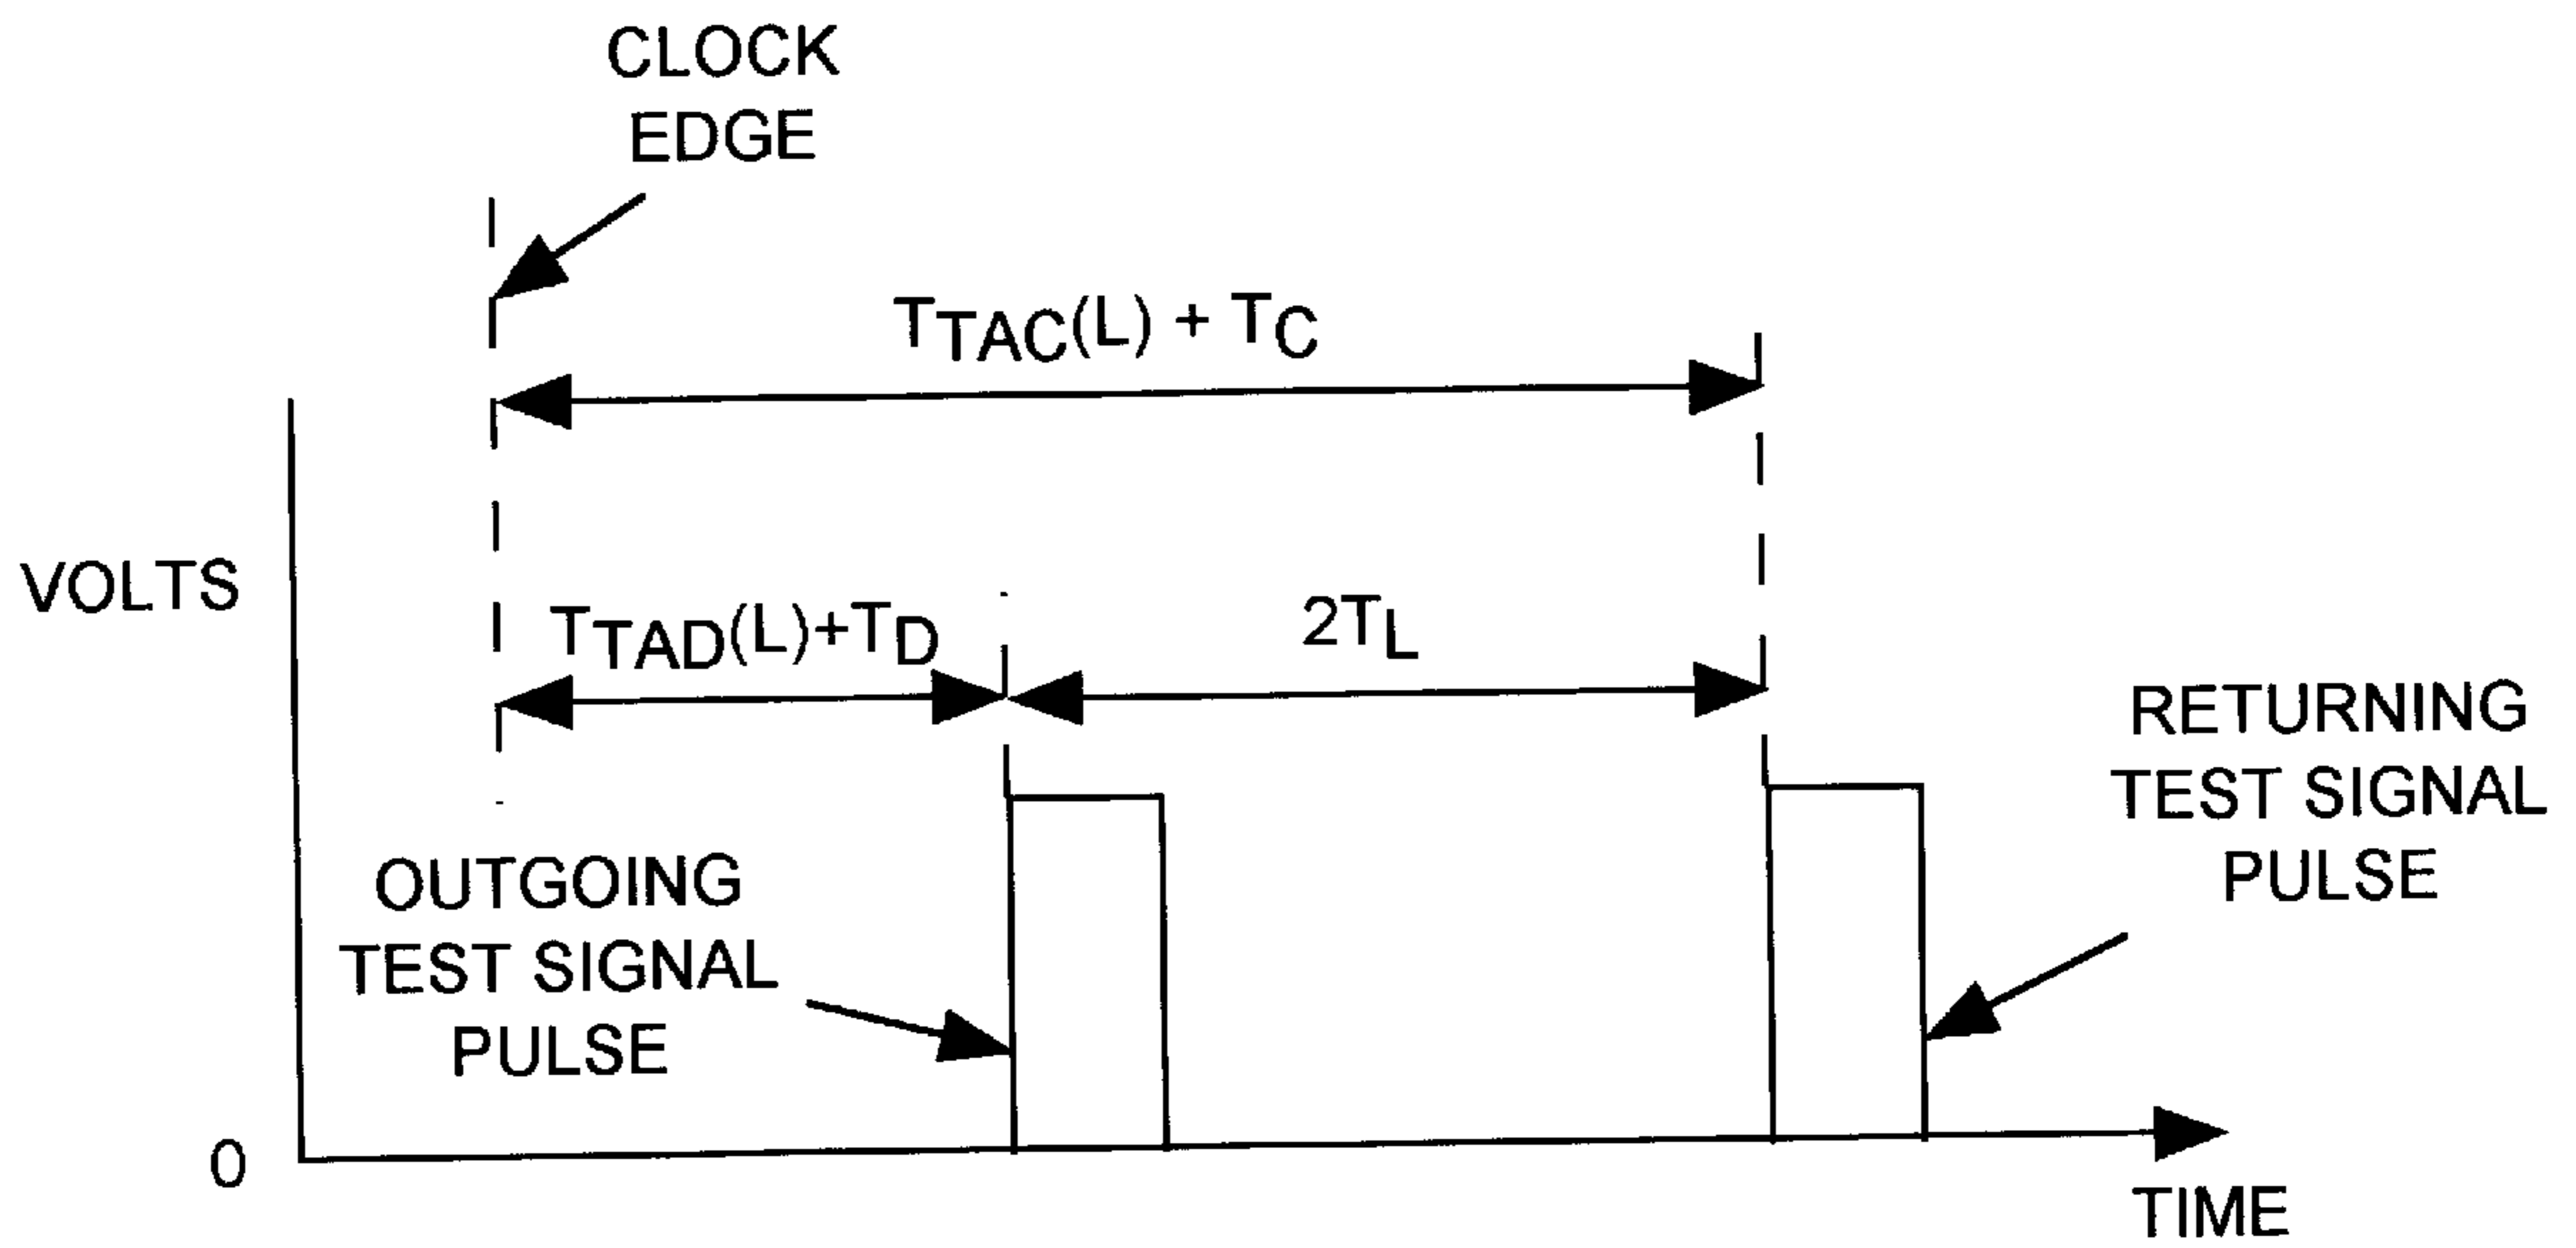 CLOCK
EDGE
TTAC(L) + TC
VOLTS
TTAD(L)+TD
2TL
RETURNING
TEST SIGNAL
PULSE
OUTGOING
TEST SIGNAL
PULSE
0
TIME